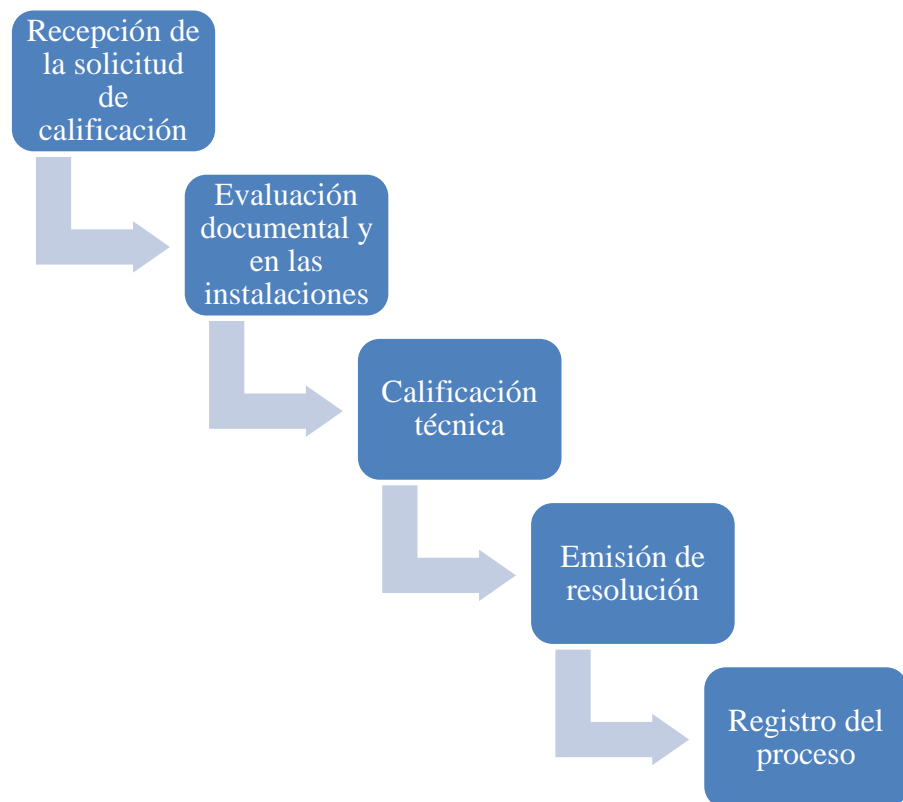 Recepción de
la solicitud
de
calificación
Evaluación
documental y
en las
instalaciones
Calificación
técnica
Emisión de
resolución
Registro del
proceso